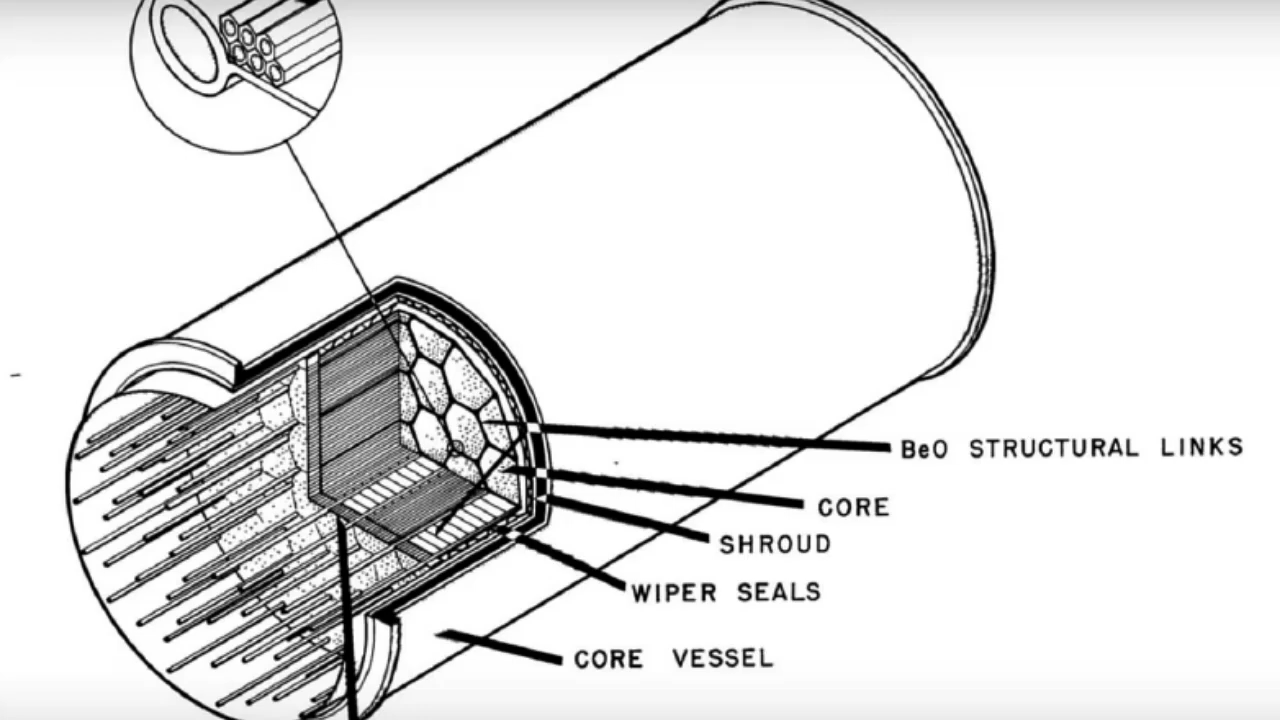 BeO STRUCTURAL LINKS
CORE
SHROUD
WIPER SEALS
CORE VESSEL